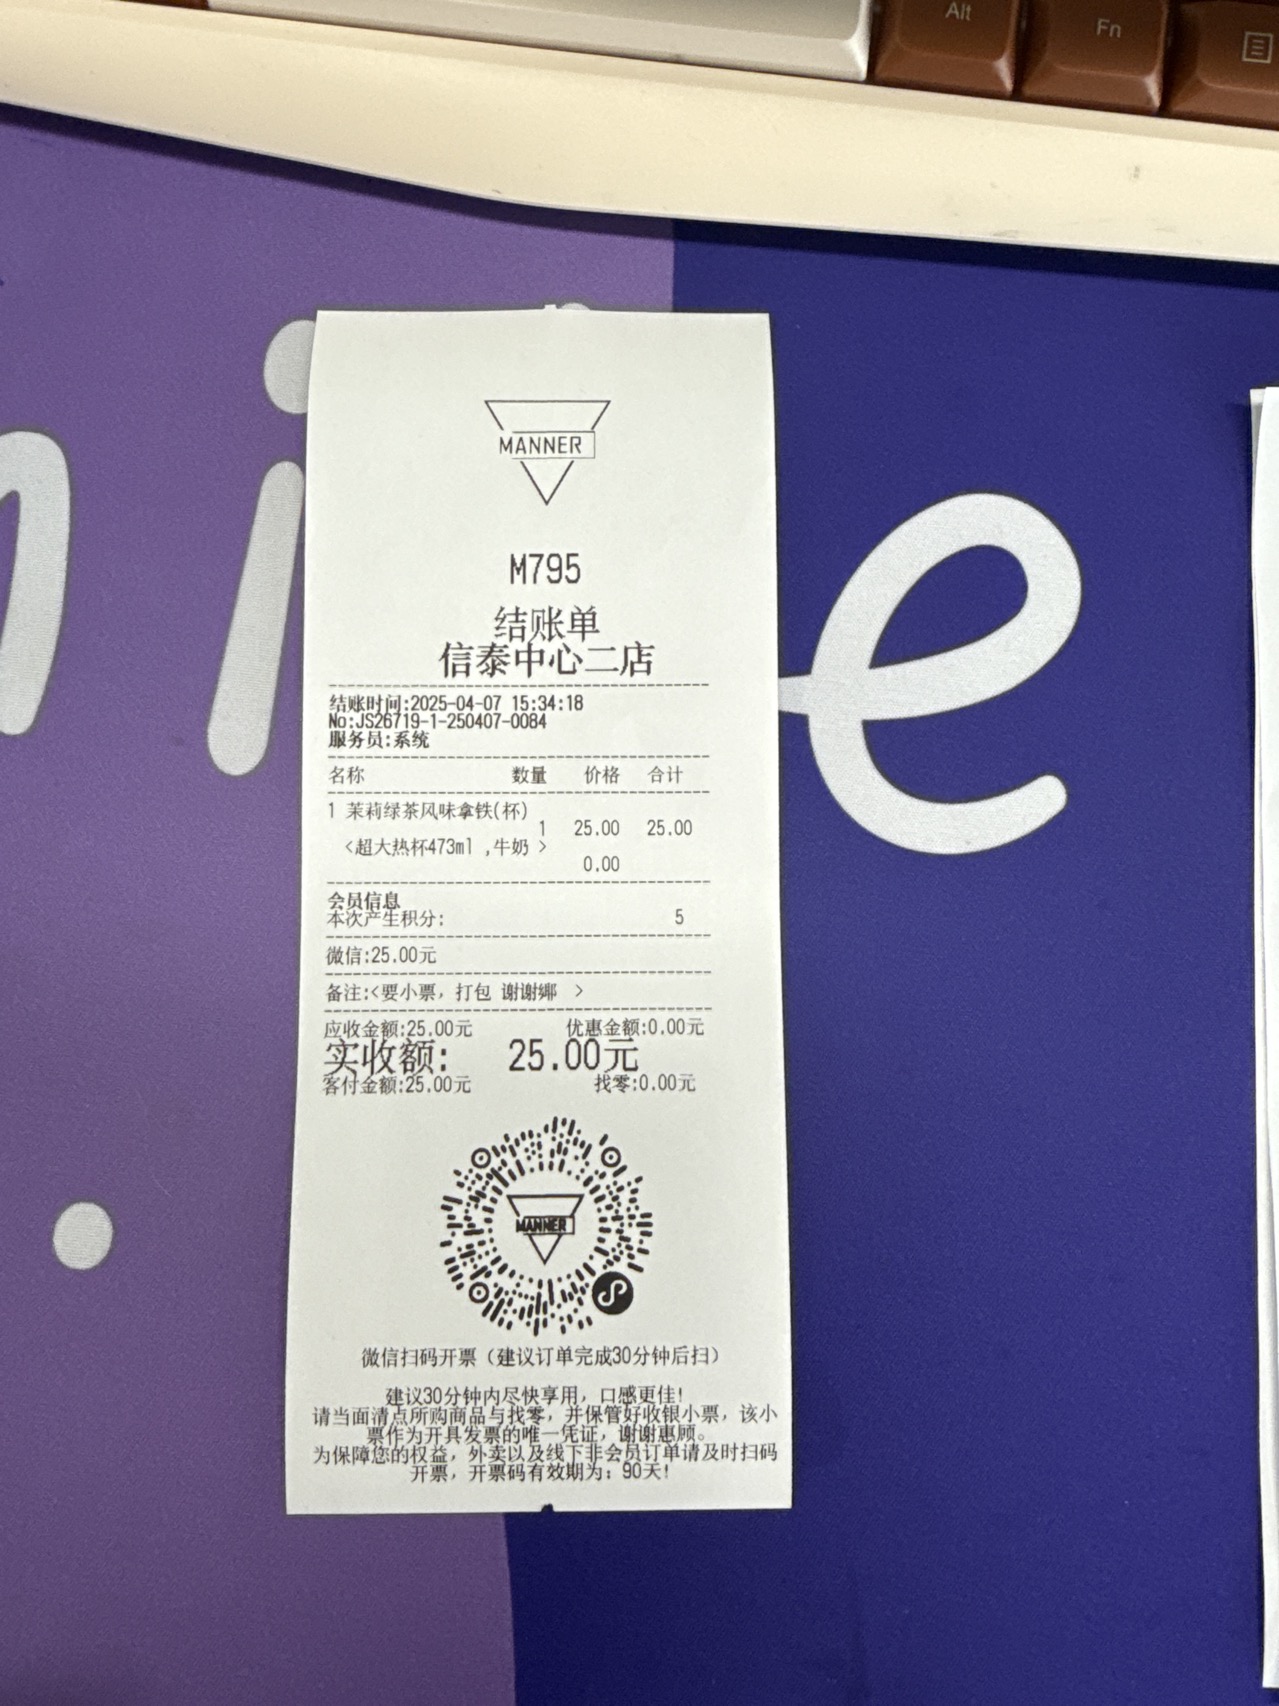 Alt Fn
n i e
MANNER
M795
结账单
信泰中心二店
结账时间:2025-04-07 15:34:18
No:JS26719-1-250407-0084
服务员:系统
名称 数量 价格 合计
1 茉莉绿茶风味拿铁(杯)
1 25.00 25.00
<超大热杯473ml ,牛奶 >
0.00
会员信息
本次产生积分: 5
微信:25.00元
备注:<要小票，打包 谢谢 >
应收金额:25.00元 优惠金额:0.00元
实收额: 25.00元
客付金额:25.00元 找零:0.00元
MANNER
微信扫码开票（建议订单完成30分钟后扫）
建议30分钟内尽快享用，口感更佳!
请当面清点所购商品与找零，并保管好收银小票，该小
票作为开具发票的唯一凭证，谢谢惠顾。
为保障您的权益，外卖以及线下非会员订单请及时扫码
开票，开票码有效期为：90天!